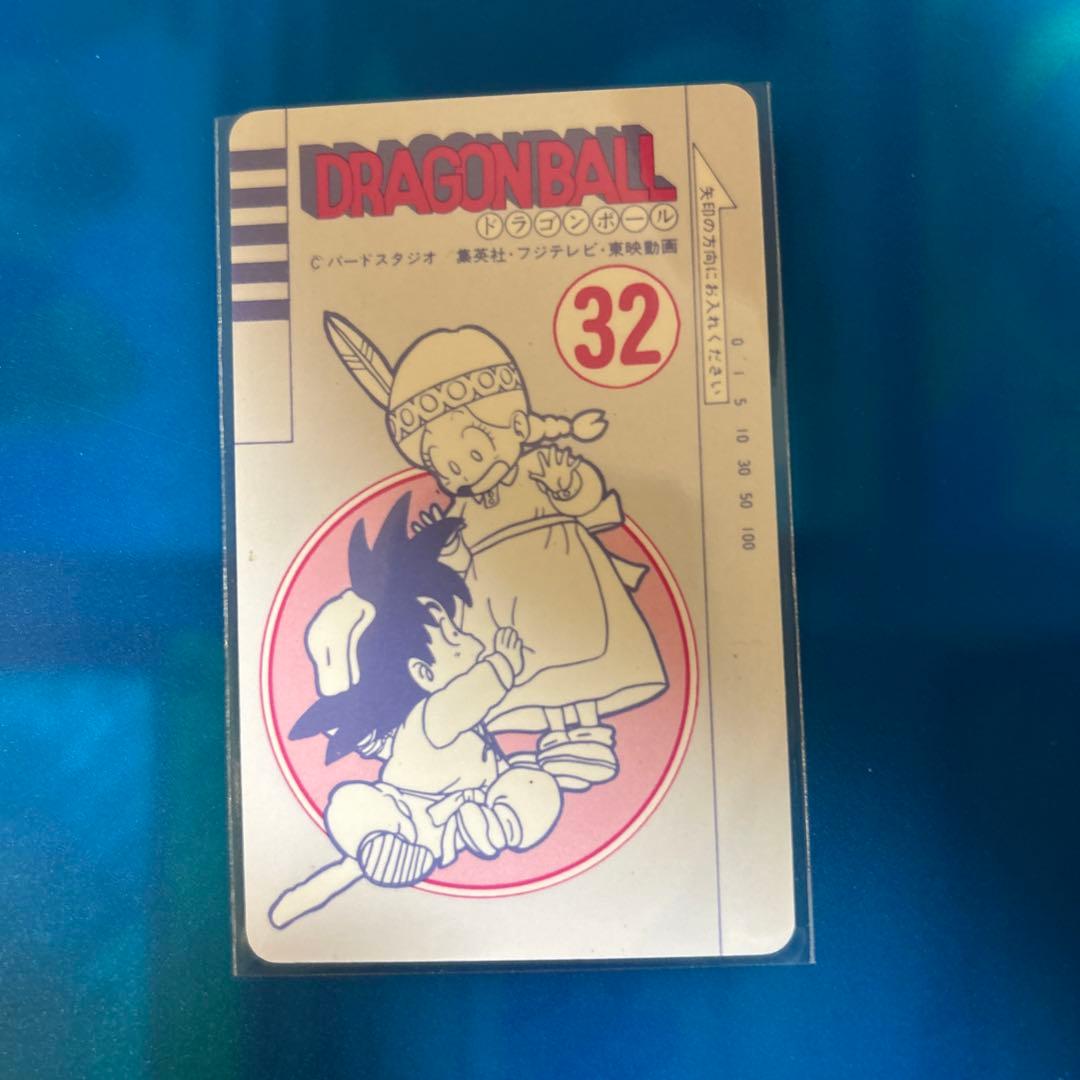 DRAGONBALL
ドラゴンボール
©バードスタジオ／集英社・フジテレビ・東映動画
32
矢印の方向にお入れください
0 1 5 10 30 50 100